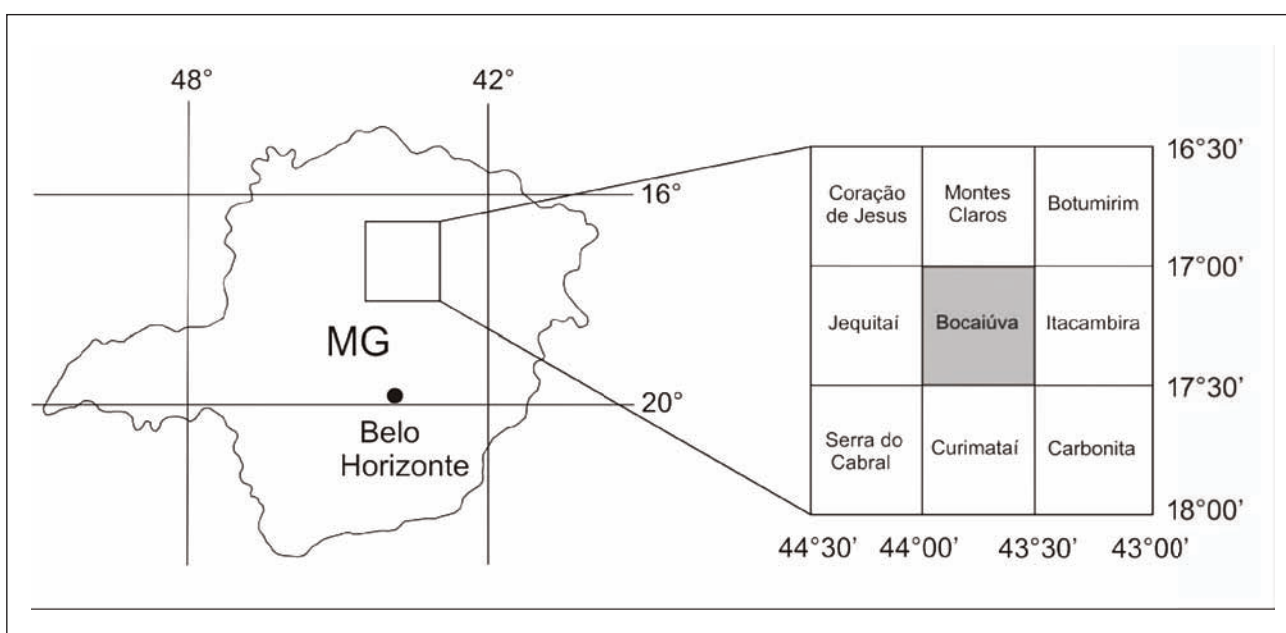 48°
42°
16°
20°
MG
Belo
Horizonte
Coração
de Jesus
Montes
Claros
Botumirim
Jequitaí
Bocaiúva
Itacambira
Serra do
Cabral
Curimataí
Carbonita
16°30’
17°00’
17°30’
18°00’
44°30’ 44°00’ 43°30’ 43°00’